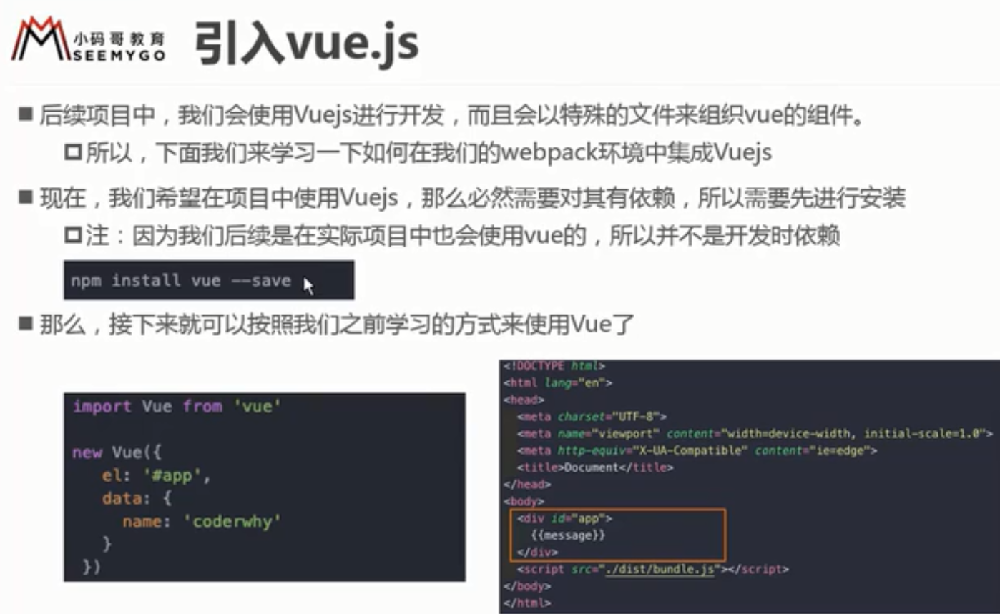 小码哥教育
SEEMYGO
引入vue.js
■ 后续项目中，我们会使用Vuejs进行开发，而且会以特殊的文件来组织vue的组件。
所以，下面我们来学习一下如何在我们的webpack环境中集成Vuejs
■ 现在，我们希望在项目中使用Vuejs，那么必然需要对其有依赖，所以需要先进行安装
注：因为我们后续是在实际项目中也会使用vue的，所以并不是开发时依赖
npm install vue --save
■ 那么，接下来就可以按照我们之前学习的方式来使用Vue了
import Vue from 'vue'
new Vue({
el: '#app',
data: {
name: 'coderwhy'
}
})
<!DOCTYPE html>
<html lang="en">
<head>
<meta charset="UTF-8">
<meta name="viewport" content="width=device-width, initial-scale=1.0">
<meta http-equiv="X-UA-Compatible" content="ie=edge">
<title>Document</title>
</head>
<body>
<div id="app">
{{message}}
</div>
<script src="./dist/bundle.js"></script>
</body>
</html>